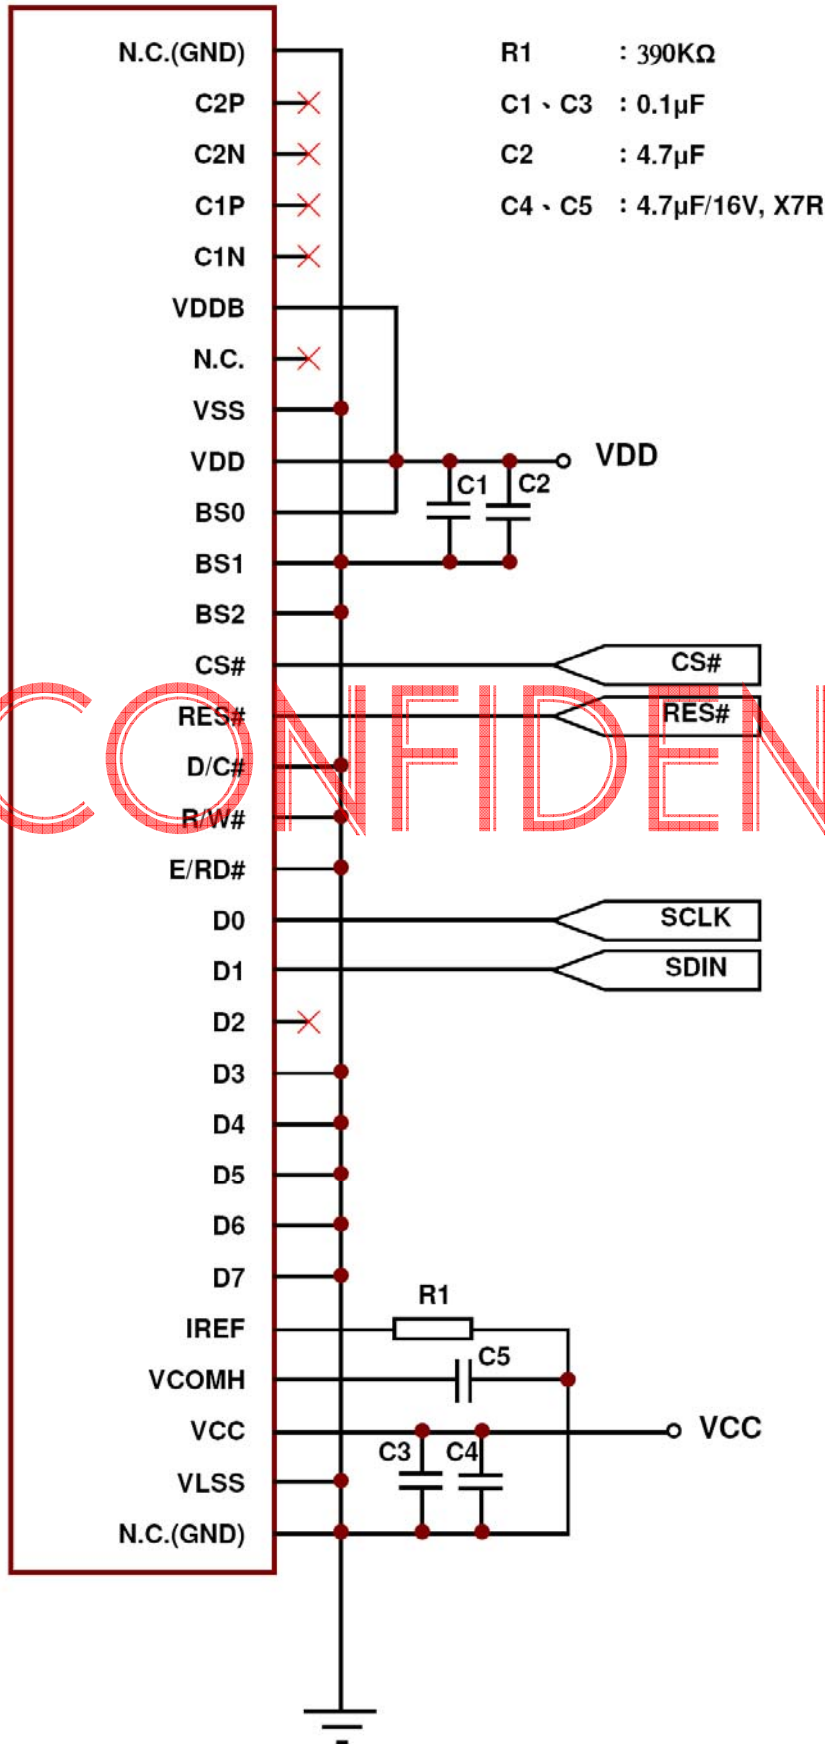 N.C.(GND)
R1 : 390KΩ
C2P
C1、C3 : 0.1µF
C2N
C2 : 4.7µF
C1P
C4、C5 : 4.7µF/16V, X7R
C1N
VDDB
N.C.
VSS
VDD
VDD
C1
C2
BS0
BS1
BS2
CS#
CS#
RES#
RES#
CONFIDEN
D/C#
R/W#
E/RD#
D0
SCLK
D1
SDIN
D2
D3
D4
D5
D6
D7
R1
IREF
C5
VCOMH
VCC
VCC
C3
C4
VLSS
N.C.(GND)